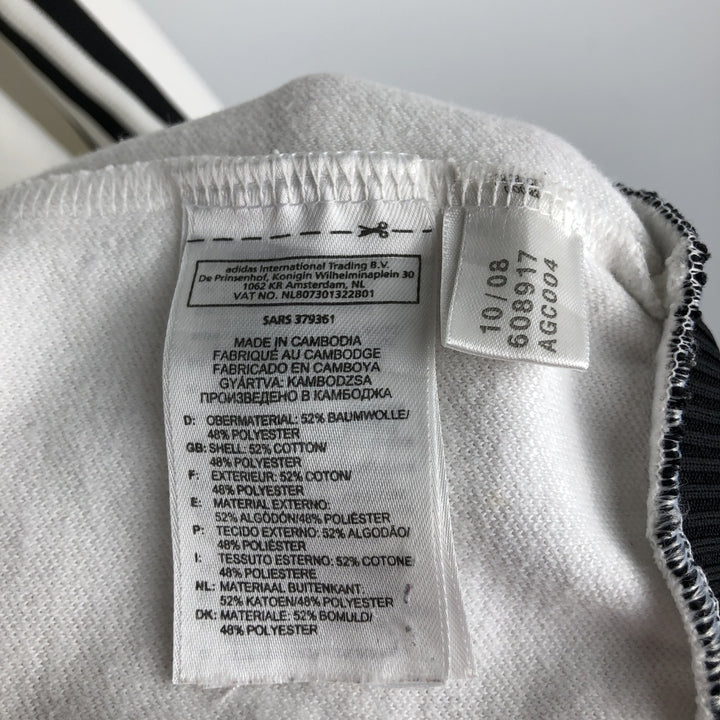 adidas International Trading B.V.
De Prinsenhof, Konigin Wilhelminaplein 30
1062 KR Amsterdam, NL
VAT NO. NL807301322B01
SARS 379361
MADE IN CAMBODIA
FABRIQUÉ AU CAMBODGE
FABRICADO EN CAMBOYA
GYÁRTVA: KAMBODZSA
ПРОИЗВЕДЕНО В КАМБОДЖА
D: OBERMATERIAL: 52% BAUMWOLLE/
48% POLYESTER
GB: SHELL: 52% COTTON/
48% POLYESTER
F: EXTERIEUR: 52% COTON/
48% POLYESTER
E: MATERIAL EXTERNO:
52% ALGODÓN/48% POLIÉSTER
P: TECIDO EXTERNO: 52% ALGODÃO/
48% POLIÉSTER
I: TESSUTO ESTERNO: 52% COTONE
48% POLIESTERE
NL: MATERIAAL BUITENKANT:
52% KATOEN/48% POLYESTER
DK: MATERIALE: 52% BOMULD/
48% POLYESTER
10/08
608917
AGC004